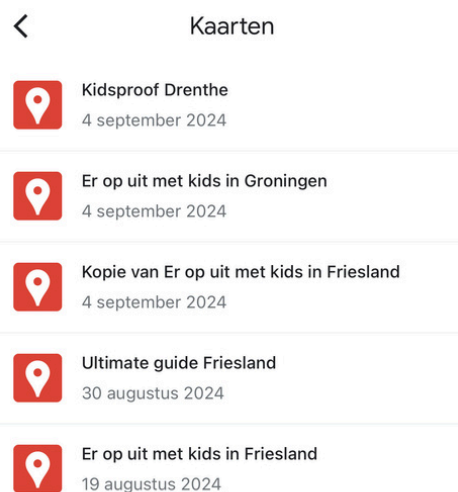 Kaarten
Kidsproof Drenthe
4 september 2024
Er op uit met kids in Groningen
4 september 2024
Kopie van Er op uit met kids in Friesland
4 september 2024
Ultimate guide Friesland
30 augustus 2024
Er op uit met kids in Friesland
19 augustus 2024